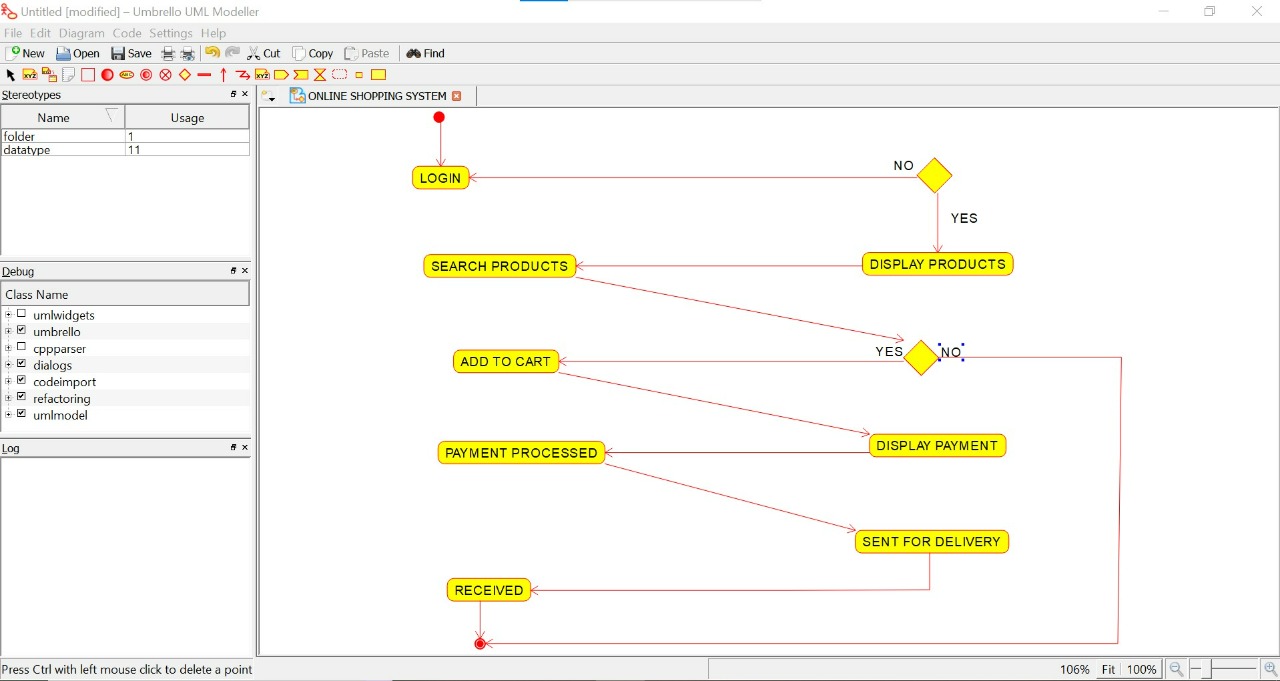 Untitled [modified] – Umbrello UML Modeller
File Edit Diagram Code Settings Help
New Open Save Cut Copy Paste Find
Stereotypes
Name Usage
folder 1
datatype 11
Debug
Class Name
umlwidgets
umbrello
cppparser
dialogs
codeimport
refactoring
umlmodel
Log
ONLINE SHOPPING SYSTEM
LOGIN
NO
YES
SEARCH PRODUCTS
DISPLAY PRODUCTS
ADD TO CART
YES
NO
PAYMENT PROCESSED
DISPLAY PAYMENT
SENT FOR DELIVERY
RECEIVED
Press Ctrl with left mouse click to delete a point
106% Fit 100%